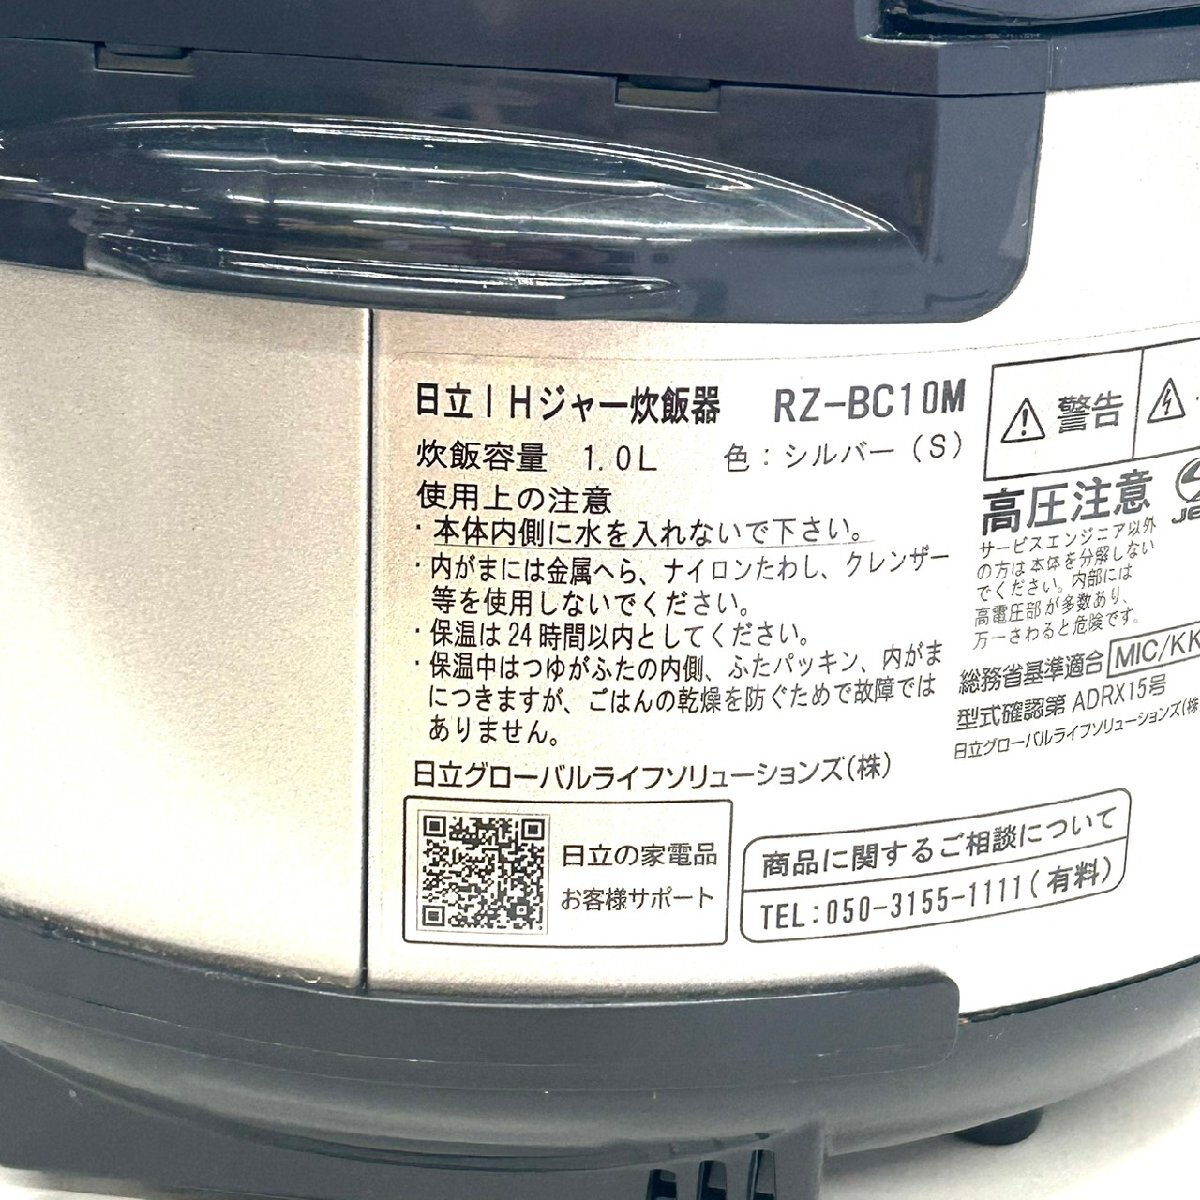 日立IHジャー炊飯器 RZ-BC10M
炊飯容量 1.0L 色:シルバー(S)
使用上の注意
・本体内側に水を入れないで下さい。
・内がまには金属へら、ナイロンたわし、クレンザー
等を使用しないでください。
・保温は24時間以内としてください。
・保温中はつゆがふたの内側、ふたパッキン、内がま
につきますが、ごはんの乾燥を防ぐためで故障では
ありません。
日立グローバルライフソリューションズ(株)
日立の家電品
お客様サポート
警告
高圧注意
サービスエンジニア以外
の方は本体を分解しない
でください。内部には
高電圧部が多数あり、
万一さわると危険です。
総務省基準適合 MIC/KK
型式確認第 ADRX15号
日立グローバルライフソリューションズ(株
商品に関するご相談について
TEL:050-3155-1111(有料)